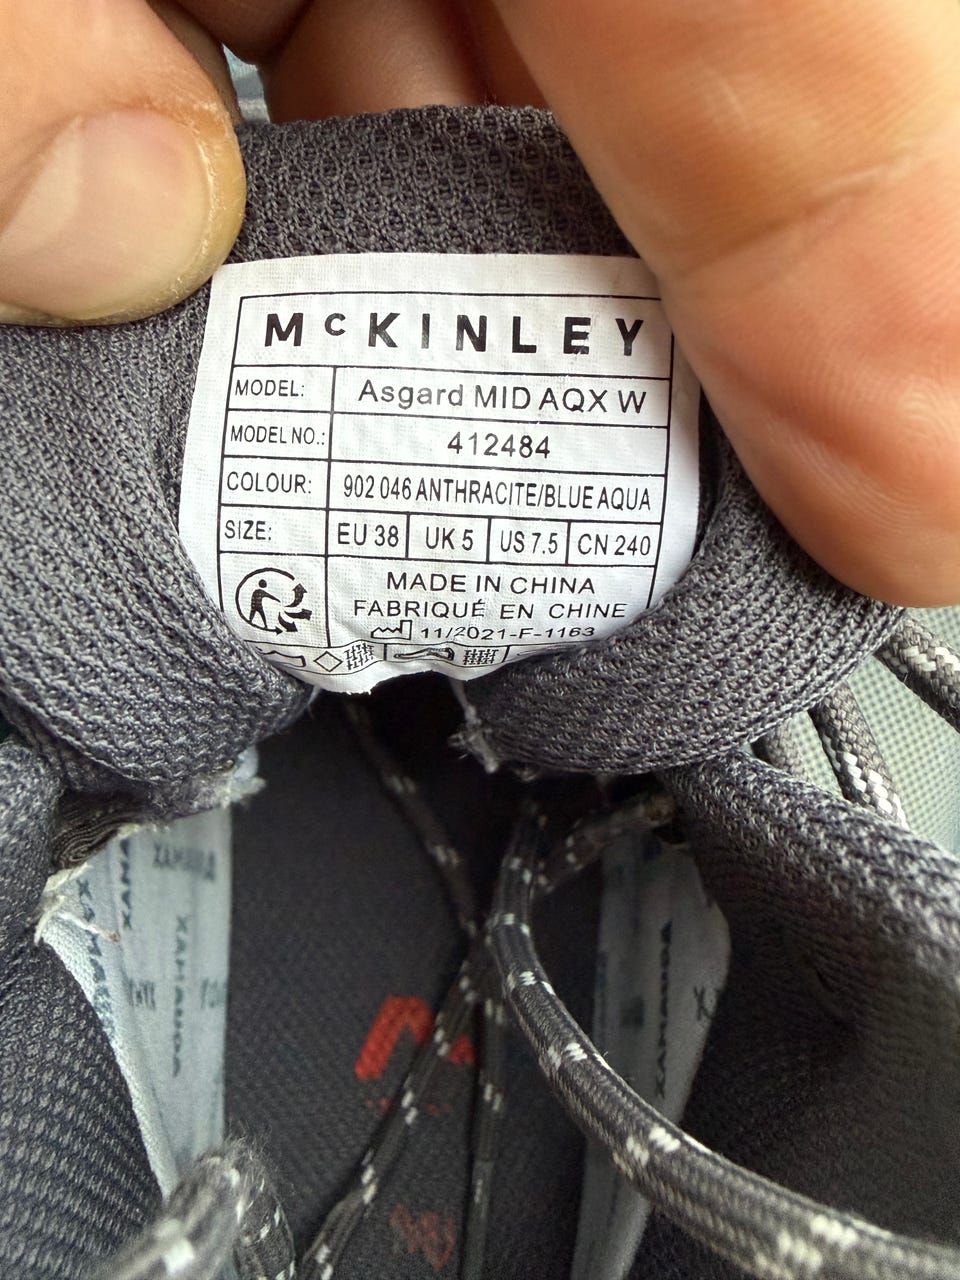 McKINLEY
MODEL: Asgard MID AQX W
MODEL NO.: 412484
COLOUR: 902 046 ANTHRACITE/BLUE AQUA
SIZE: EU 38 UK 5 US 7.5 CN 240
MADE IN CHINA
FABRIQUÉ EN CHINE
11/2021-F-1163